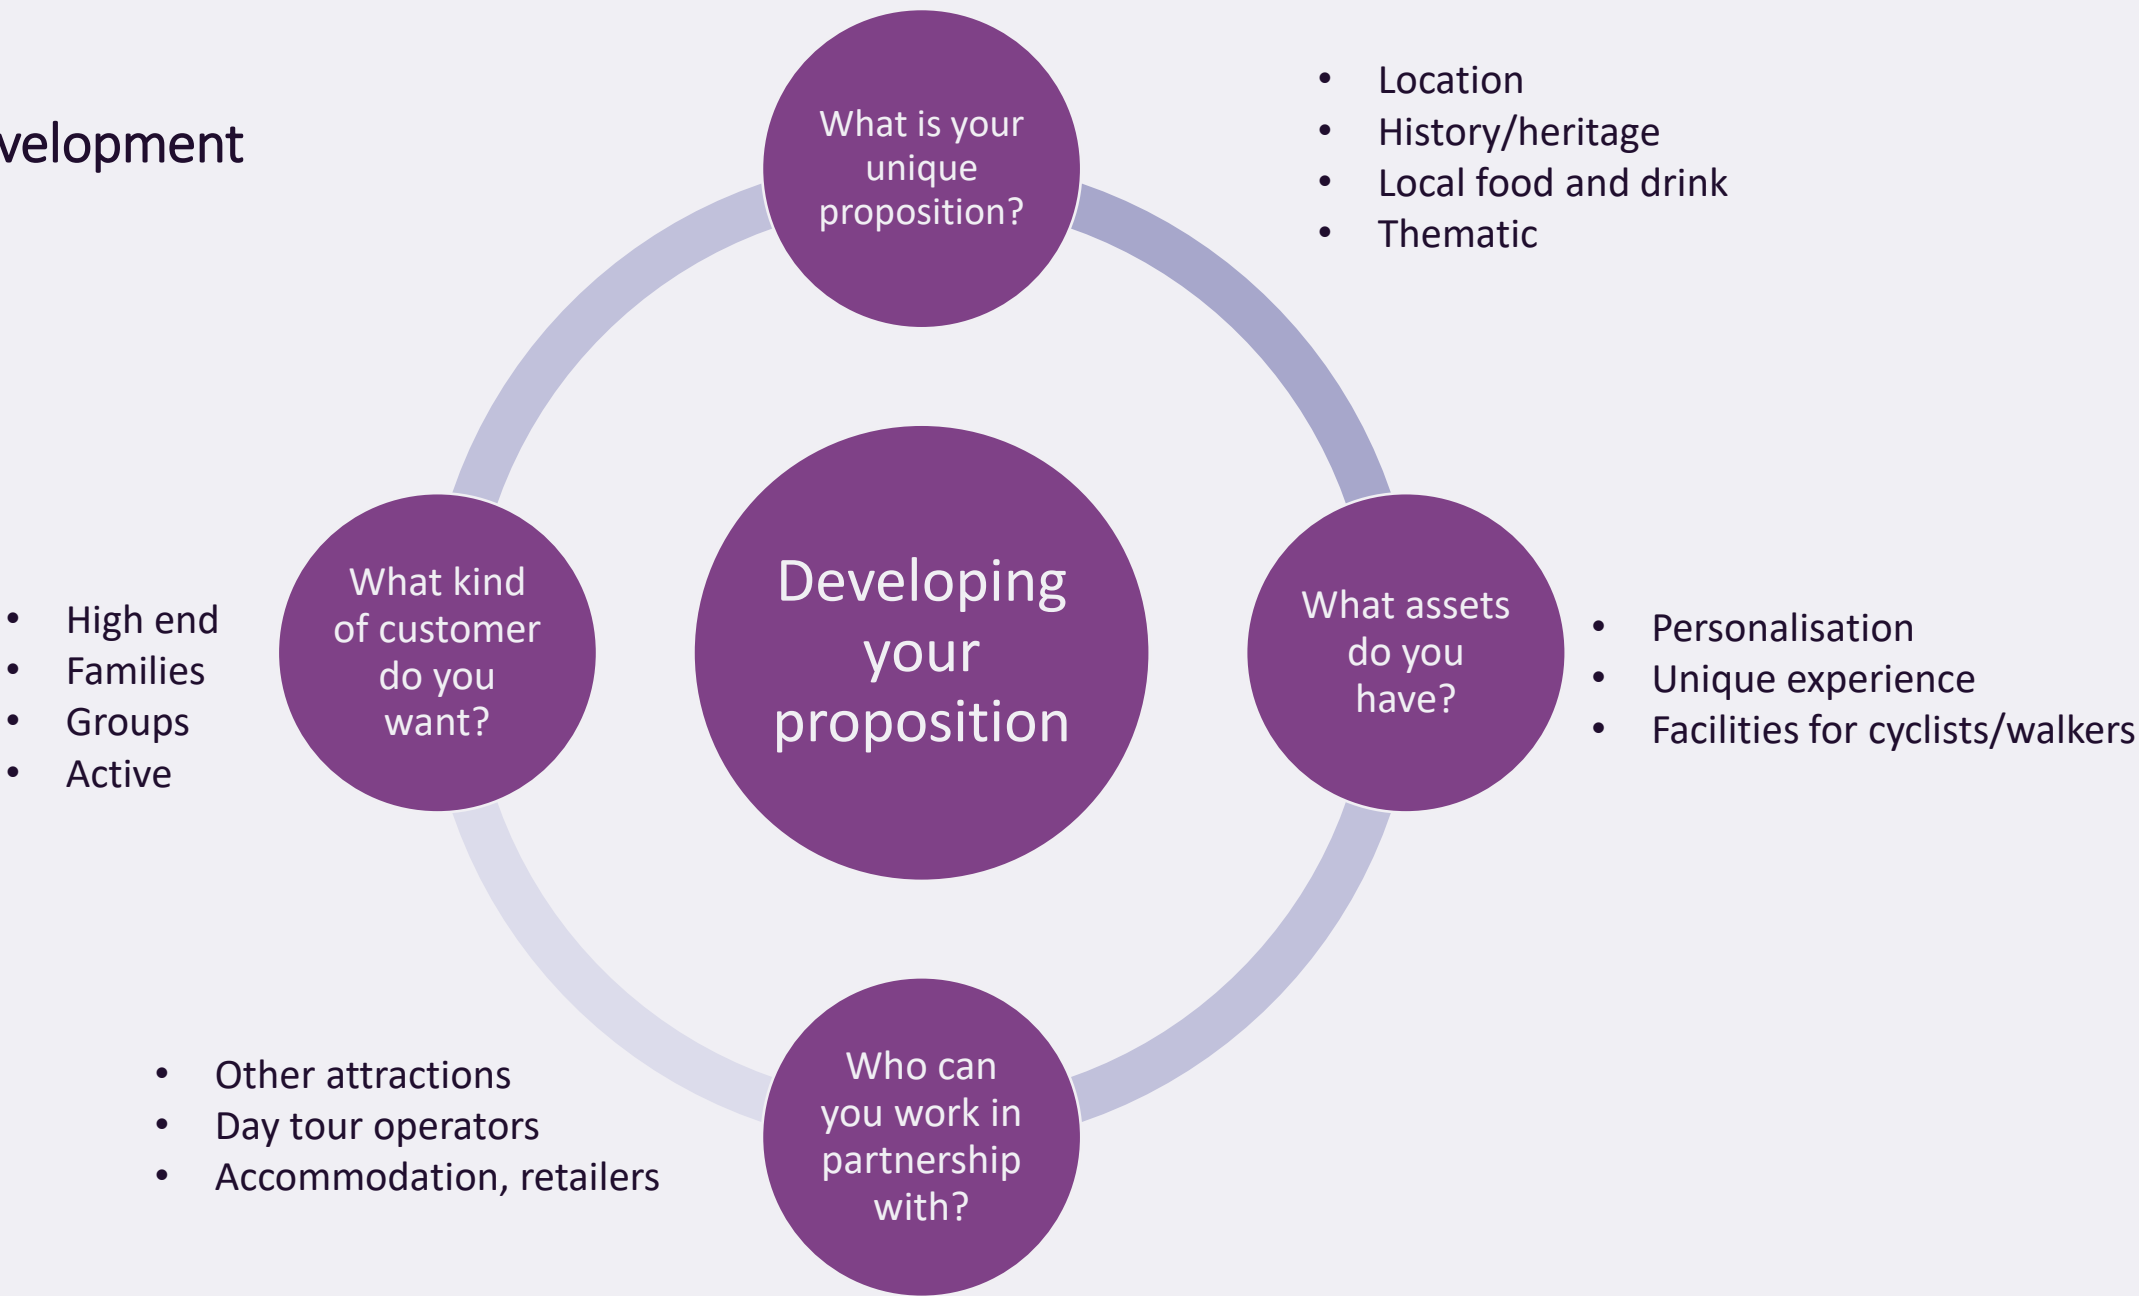 velopment
What is your
unique
proposition?
• Location
• History/heritage
• Local food and drink
• Thematic
Developing
your
proposition
What assets
do you
have?
• Personalisation
• Unique experience
• Facilities for cyclists/walkers
Who can
you work in
partnership
with?
• Other attractions
• Day tour operators
• Accommodation, retailers
What kind
of customer
do you
want?
• High end
• Families
• Groups
• Active